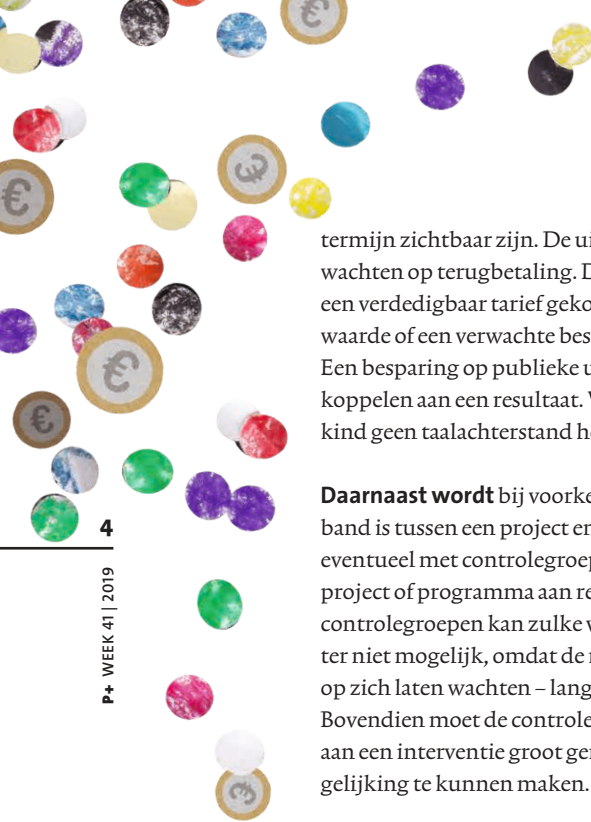 termijn zichtbaar zijn. De ui
wachten op terugbetaling. D
een verdedigbaar tarief geko
waarde of een verwachte bes
Een besparing op publieke u
koppelen aan een resultaat.
kind geen taalachterstand he
Daarnaast wordt bij voorke
band is tussen een project en
eventueel met controlegroep
project of programma aan re
controlegroepen kan zulke v
ter niet mogelijk, omdat de r
op zich laten wachten – lang
Bovendien moet de controle
aan een interventie groot gen
gelijking te kunnen maken.
4
P+ WEEK 41 | 2019
€
€
€
€
€
€